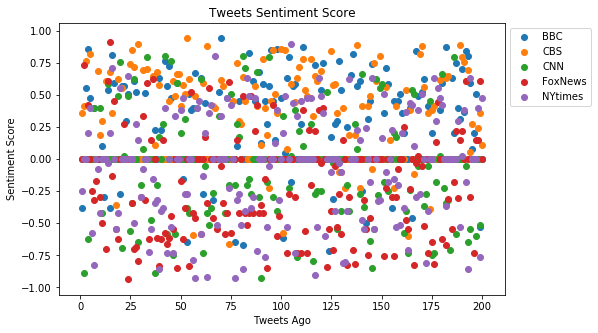 Tweets Sentiment Score
1.00
0.75
0.50
0.25
0.00
−0.25
−0.50
−0.75
−1.00
Sentiment Score
0
25
50
75
100
125
150
175
200
Tweets Ago
BBC
CBS
CNN
FoxNews
NYtimes